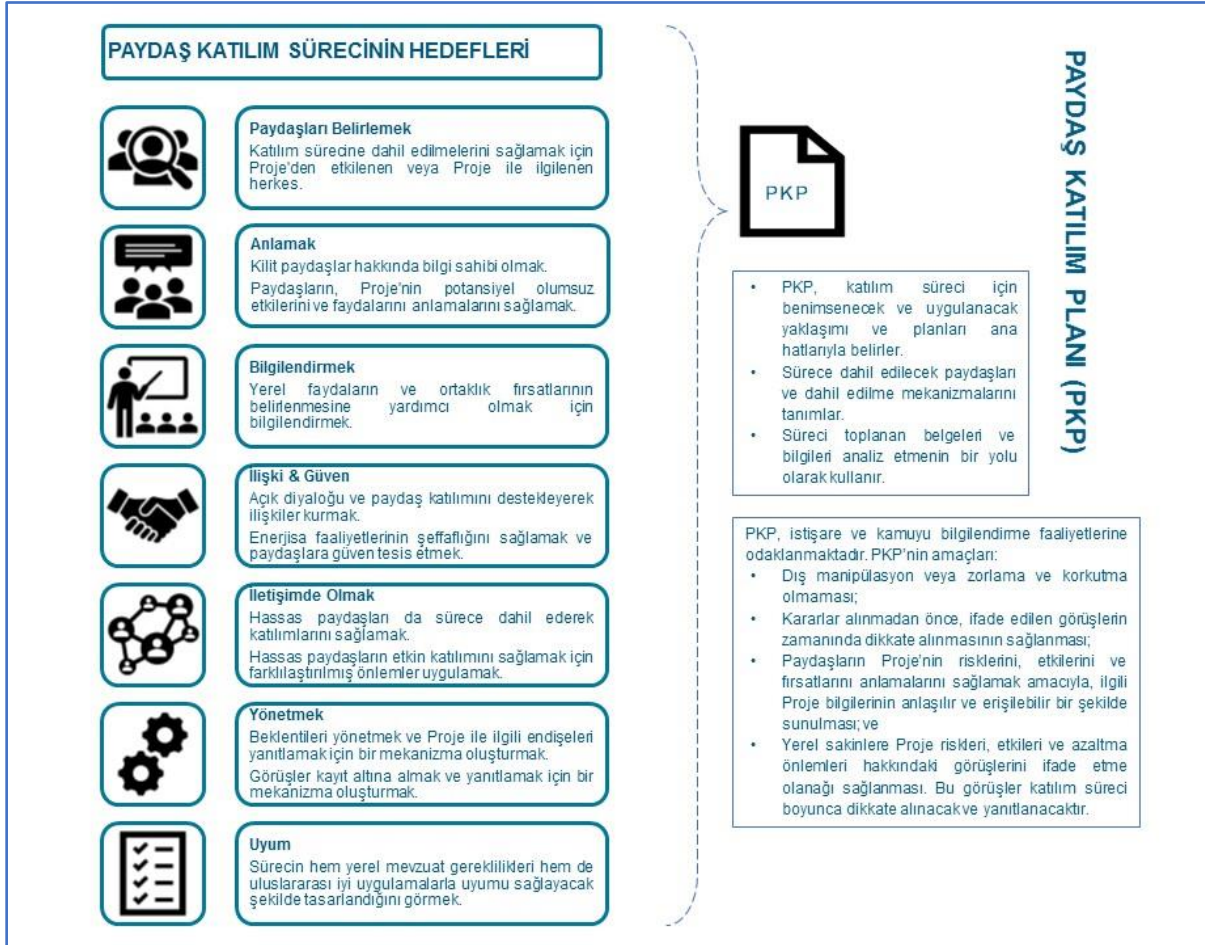 PAYDAŞ KATILIM SÜRECİNİN HEDEFLERİ
Paydaşları Belirlemek
Katılım sürecine dahil edilmelerini sağlamak için
Proje'den etkilenen veya Proje ile ilgilenen
herkes.
Anlamak
Kilit paydaşlar hakkında bilgi sahibi olmak.
Paydaşların, Proje'nin potansiyel olumsuz
etkilerini ve faydalarını anlamalarını sağlamak.
Bilgilendirmek
Yerel faydaların ve ortaklık fırsatlarının
belirlenmesine yardımcı olmak için
bilgilendirmek.
İlişki & Güven
Açık diyaloğu ve paydaş katılımını destekleyerek
ilişkiler kurmak.
Enerjisa faaliyetlerinin şeffaflığını sağlamak ve
paydaşlara güven tesis etmek.
İletişimde Olmak
Hassas paydaşları da sürece dahil ederek
katılımlarını sağlamak.
Hassas paydaşların etkin katılımını sağlamak için
farklılaştırılmış önlemler uygulamak.
Yönetmek
Beklentileri yönetmek ve Proje ile ilgili endişeleri
yanıtlamak için bir mekanizma oluşturmak.
Görüşler kayıt altına almak ve yanıtlamak için bir
mekanizma oluşturmak.
Uyum
Sürecin hem yerel mevzuat gereklilikleri hem de
uluslararası iyi uygulamalarla uyumu sağlayacak
şekilde tasarlandığını görmek.
PKP
PAYDAŞ KATILIM PLANI (PKP)
• PKP, katılım süreci için
benimsenecek ve uygulanacak
yaklaşımı ve planları ana
hatlarıyla belirler.
• Sürece dahil edilecek paydaşları
ve dahil edilme mekanizmalarını
tanımlar.
• Süreci toplanan belgeleri ve
bilgileri analiz etmenin bir yolu
olarak kullanır.
PKP, istişare ve kamuyu bilgilendirme faaliyetlerine
odaklanmaktadır. PKP'nin amaçları:
• Dış manipülasyon veya zorlama ve korkutma
olmaması;
• Kararlar alınmadan önce, ifade edilen görüşlerin
zamanında dikkate alınmasının sağlanması;
• Paydaşların Proje'nin risklerini, etkilerini ve
fırsatlarını anlamalarını sağlamak amacıyla, ilgili
Proje bilgilerinin anlaşılır ve erişilebilir bir şekilde
sunulması; ve
• Yerel sakinlere Proje riskleri, etkileri ve azaltma
önlemleri hakkındaki görüşlerini ifade etme
olanağı sağlanması. Bu görüşler katılım süreci
boyunca dikkate alınacak ve yanıtlanacaktır.